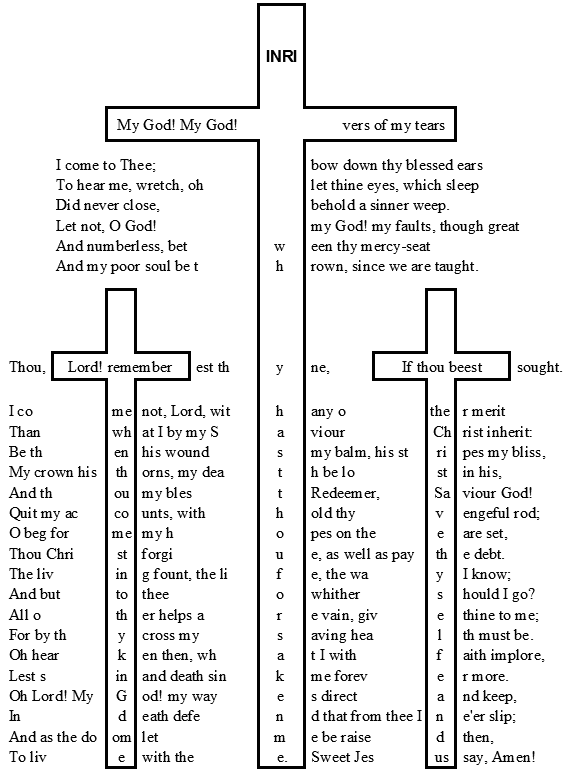 INRI
My God! My God! vers of my tears
I come to Thee; bow down thy blessed ears
To hear me, wretch, oh let thine eyes, which sleep
Did never close, behold a sinner weep.
Let not, O God! my god! my faults, though great
And numberless, bet w een thy mercy-seat
And my poor soul be t h rown, since we are taught.
Thou, Lord! remember est th y ne, If thou beest sought.
I co me not, Lord, wit h any o the r merit
Than wh at I by my S a viour Ch rist inherit:
Be th en his wound s my balm, his st ri pes my bliss,
My crown his th orns, my dea t h be lo st in his,
And th ou my bles t Redeemer, Sa viour God!
Quit my ac co unts, with h old thy v engeful rod;
O beg for me my h o pes on the e are set,
Thou Chri st forgi u e, as well as pay th e debt.
The liv in g fount, the li f e, the wa y I know;
And but to thee o whither s hould I go?
All o th er helps a r e vain, giv e thine to me;
For by th y cross my s aving hea l th must be.
Oh hear k en then, wh a t I with f aith implore,
Lest s in and death sin k me forev e r more.
Oh Lord! My G od! my way e s direct a nd keep,
In d eath defe n d that from thee I n e'er slip;
And as the do om let m e be raise d then,
To liv e with the e. Sweet Jes us say, Amen!